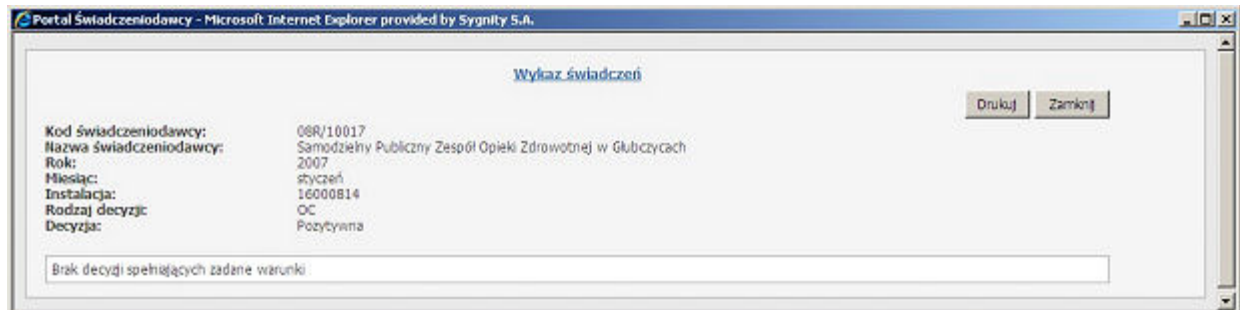 Portal Świadczeniodawcy - Microsoft Internet Explorer provided by Sygnity S.A.
Wykaz świadczeń
Drukuj Zamknij
Kod świadczeniodawcy: 08R/10017
Nazwa świadczeniodawcy: Samodzielny Publiczny Zespół Opieki Zdrowotnej w Głubczycach
Rok: 2007
Miesiąc: styczeń
Instalacja: 16000814
Rodzaj decyzji: OC
Decyzja: Pozytywna
Brak decyzji spełniających zadane warunki